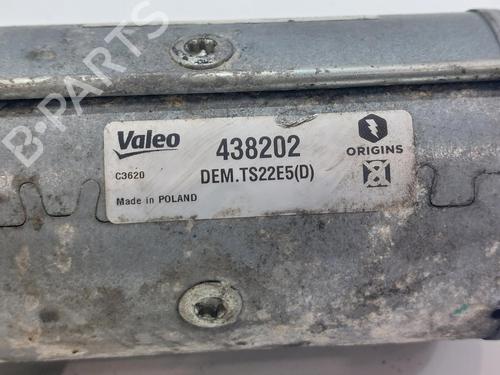 Valeo
438202
ORIGINS
C3620
DEM.TS22E5(D)
Made in POLAND
B-Parts